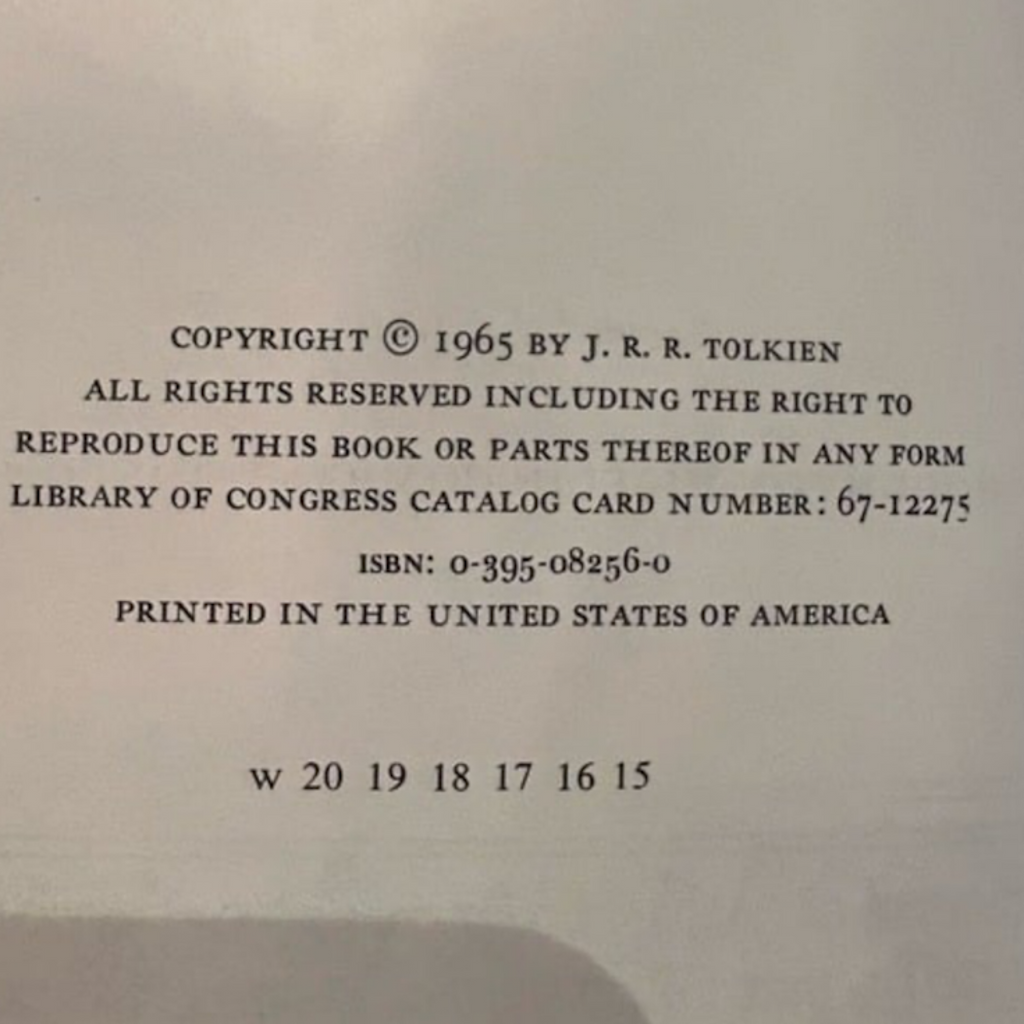 COPYRIGHT © 1965 BY J. R. R. TOLKIEN
ALL RIGHTS RESERVED INCLUDING THE RIGHT TO
REPRODUCE THIS BOOK OR PARTS THEREOF IN ANY FORM
LIBRARY OF CONGRESS CATALOG CARD NUMBER: 67-12275
ISBN: 0-395-08256-0
PRINTED IN THE UNITED STATES OF AMERICA
W 20 19 18 17 16 15